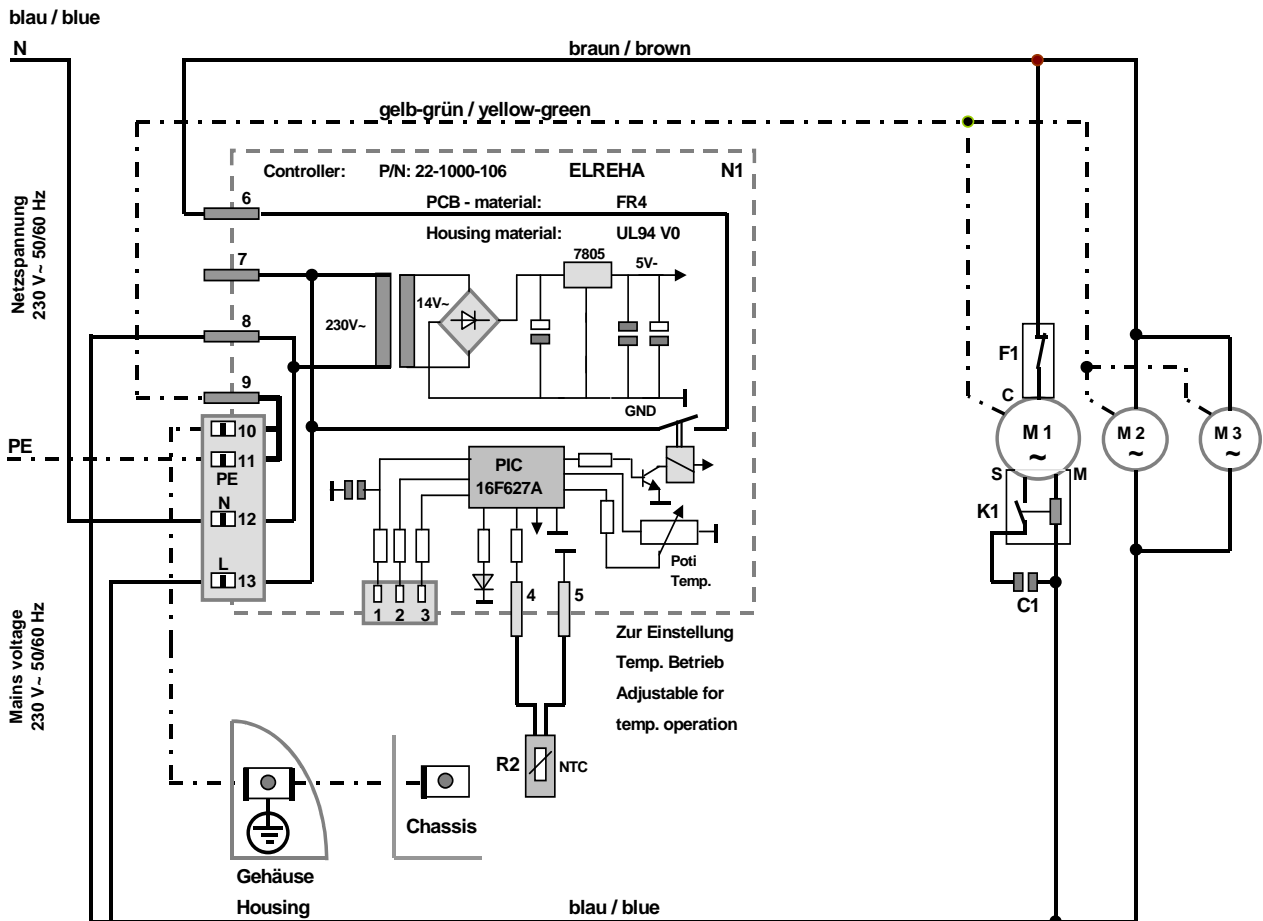 blau / blue
N
braun / brown
gelb-grün / yellow-green
Controller: P/N: 22-1000-106 ELREHA N1
6
PCB - material: FR4
Housing material: UL94 V0
Netzspannung
230 V~ 50/60 Hz
7
7805
5V-
14V~
230V~
8
F1
9
C
GND
10
M 1
~
M 2
~
M 3
~
PE
11
PE
PIC
16F627A
S
M
N
12
K1
Poti
Temp.
L
13
C1
1 2 3
4
5
Mains voltage
230 V~ 50/60 Hz
Zur Einstellung
Temp. Betrieb
Adjustable for
temp. operation
R2
NTC
Chassis
Gehäuse
Housing
blau / blue